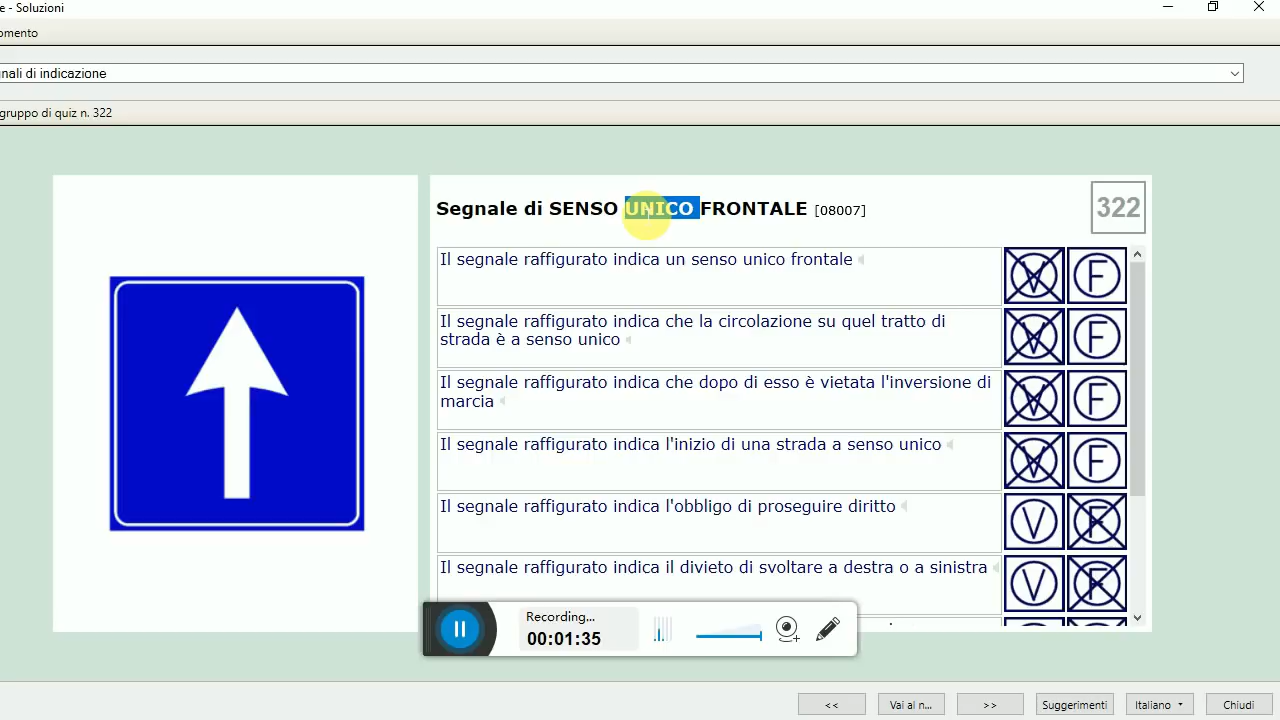 e - Soluzioni
omento
nali di indicazione
gruppo di quiz n. 322
Segnale di SENSO UNICO FRONTALE [08007]
322
Il segnale raffigurato indica un senso unico frontale
V F
Il segnale raffigurato indica che la circolazione su quel tratto di
strada è a senso unico
V F
Il segnale raffigurato indica che dopo di esso è vietata l'inversione di
marcia
V F
Il segnale raffigurato indica l'inizio di una strada a senso unico
V F
Il segnale raffigurato indica l'obbligo di proseguire diritto
V F
Il segnale raffigurato indica il divieto di svoltare a destra o a sinistra
V F
Recording...
00:01:35
<< Vai al n... >> Suggerimenti Italiano Chiudi